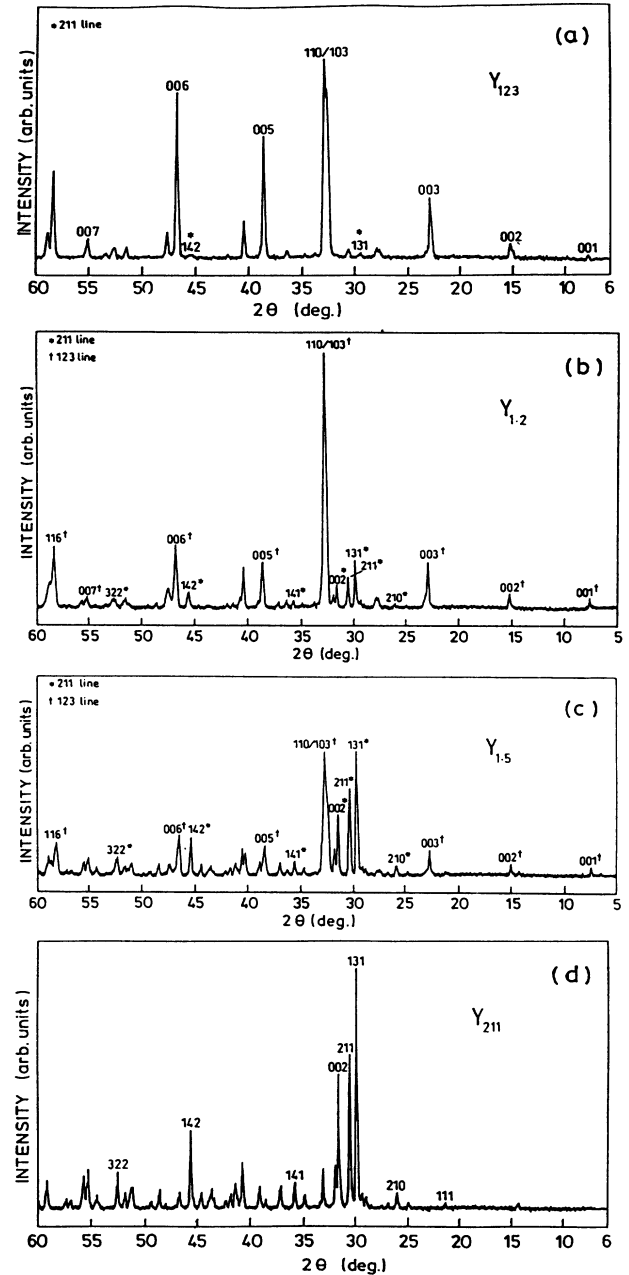 * 211 line
(a)
Y123
INTENSITY (arb. units)
007
006
*
142
005
110/103
*
131
003
002
001
60 55 50 45 40 35 30 25 20 15 10 6
2θ (deg.)
* 211 line
† 123 line
(b)
Y1·2
INTENSITY (arb. units)
116†
007†
322*
006†
142*
005†
141*
110/103†
002*
131*
211*
210*
003†
002†
001†
60 55 50 45 40 35 30 25 20 15 10 5
2θ (deg.)
* 211 line
† 123 line
(c)
Y1·5
INTENSITY (arb. units)
116†
322*
006†
142*
005†
141*
110/103†
002*
211*
131*
210*
003†
002†
001†
60 55 50 45 40 35 30 25 20 15 10 5
2θ (deg.)
(d)
Y211
INTENSITY (arb. units)
322
142
141
002
211
131
210
111
60 55 50 45 40 35 30 25 20 15 10 6
2θ (deg.)